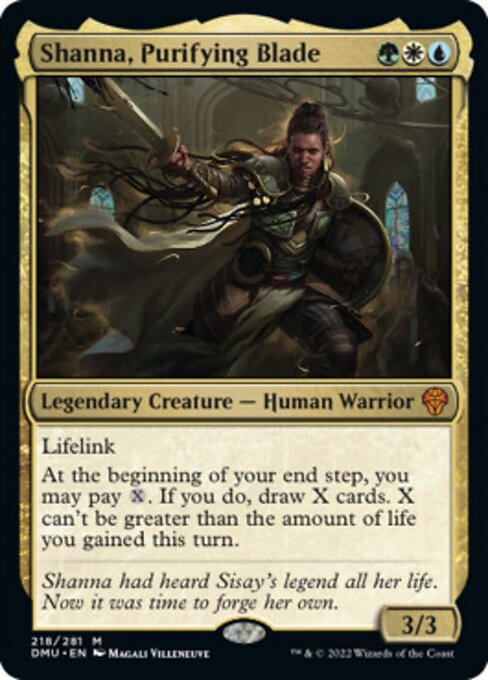 Shanna, Purifying Blade
Legendary Creature — Human Warrior
Lifelink
At the beginning of your end step, you
may pay X. If you do, draw X cards. X
can't be greater than the amount of life
you gained this turn.
Shanna had heard Sisay's legend all her life.
Now it was time to forge her own.
3/3
218/281 M
DMU • EN Magali Villeneuve
™ & © 2022 Wizards of the Coast